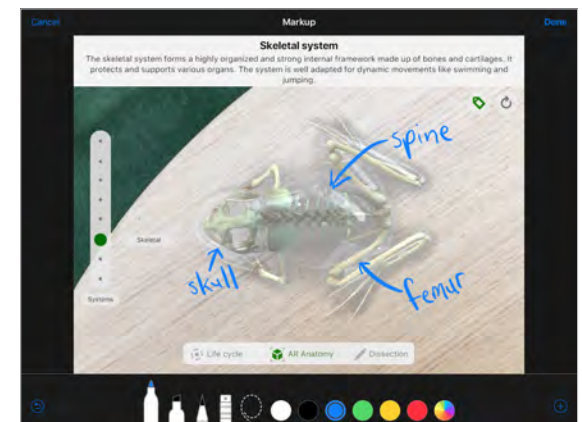 Cancel
Markup
Done
Skeletal system
The skeletal system forms a highly organized and strong internal framework made up of bones and cartilages. It
protects and supports various organs. The system is well adapted for dynamic movements like swimming and
jumping.
spine
Skeletal
skull
femur
Systems
Life cycle
AR Anatomy
Dissection